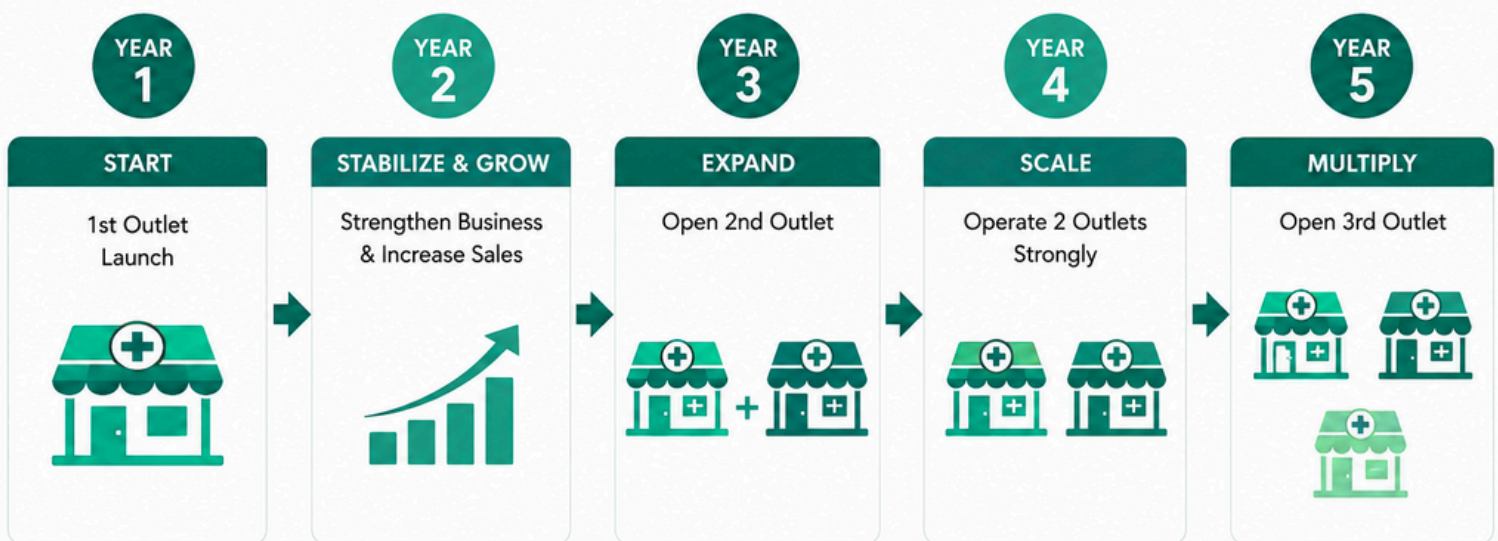 YEAR
1
START
1st Outlet
Launch
YEAR
2
STABILIZE & GROW
Strengthen Business
& Increase Sales
YEAR
3
EXPAND
Open 2nd Outlet
YEAR
4
SCALE
Operate 2 Outlets
Strongly
YEAR
5
MULTIPLY
Open 3rd Outlet